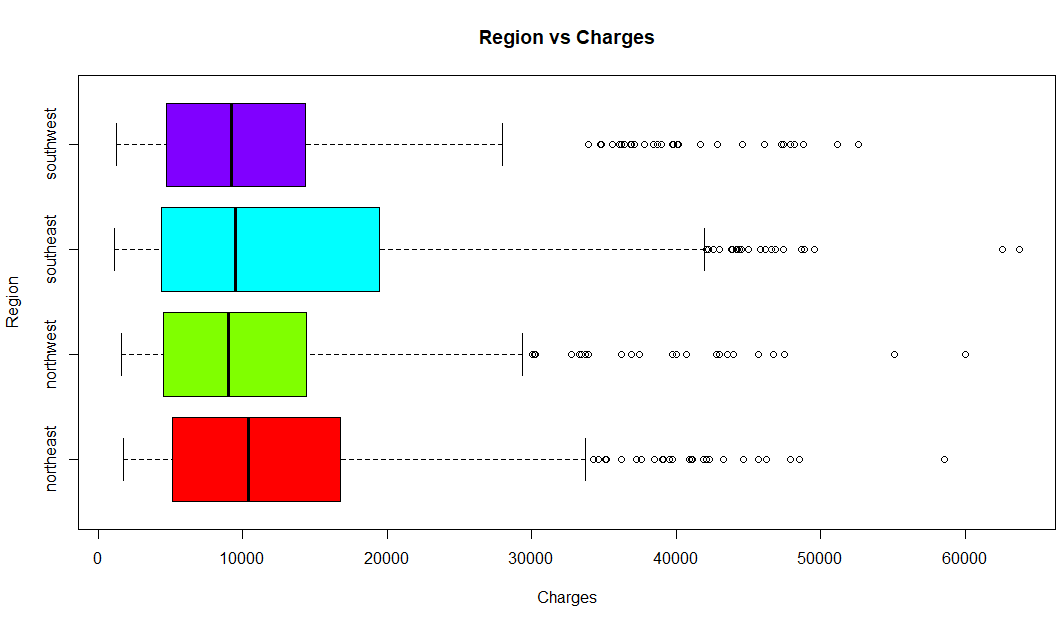 Region vs Charges
southwest
southeast
northwest
northeast
Region
0 10000 20000 30000 40000 50000 60000
Charges